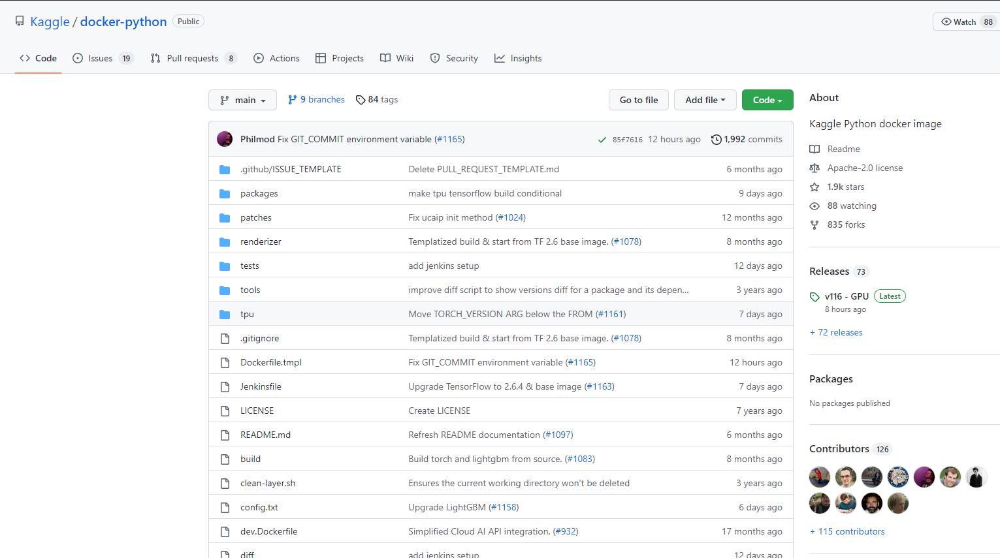 Kaggle / docker-python Public
Watch 88
Code Issues 19 Pull requests 8 Actions Projects Wiki Security Insights
main 9 branches 84 tags Go to file Add file Code
Philmod Fix GIT_COMMIT environment variable (#1165) 85f7616 12 hours ago 1,992 commits
.github/ISSUE_TEMPLATE Delete PULL_REQUEST_TEMPLATE.md 6 months ago
packages make tpu tensorflow build conditional 9 days ago
patches Fix ucaip init method (#1024) 12 months ago
renderizer Templatized build & start from TF 2.6 base image. (#1078) 8 months ago
tests add jenkins setup 12 days ago
tools improve diff script to show versions diff for a package and its depen... 3 years ago
tpu Move TORCH_VERSION ARG below the FROM (#1161) 7 days ago
.gitignore Templatized build & start from TF 2.6 base image. (#1078) 8 months ago
Dockerfile.tmpl Fix GIT_COMMIT environment variable (#1165) 12 hours ago
Jenkinsfile Upgrade TensorFlow to 2.6.4 & base image (#1163) 7 days ago
LICENSE Create LICENSE 7 years ago
README.md Refresh README documentation (#1097) 6 months ago
build Build torch and lightgbm from source. (#1083) 8 months ago
clean-layer.sh Ensures the current working directory won't be deleted 3 years ago
config.txt Upgrade LightGBM (#1158) 6 days ago
dev.Dockerfile Simplified Cloud AI API integration. (#932) 17 months ago
diff add jenkins setup 12 days ago
About
Kaggle Python docker image
Readme
Apache-2.0 license
1.9k stars
88 watching
835 forks
Releases 73
v116 - GPU Latest
8 hours ago
+ 72 releases
Packages
No packages published
Contributors 126
+ 115 contributors